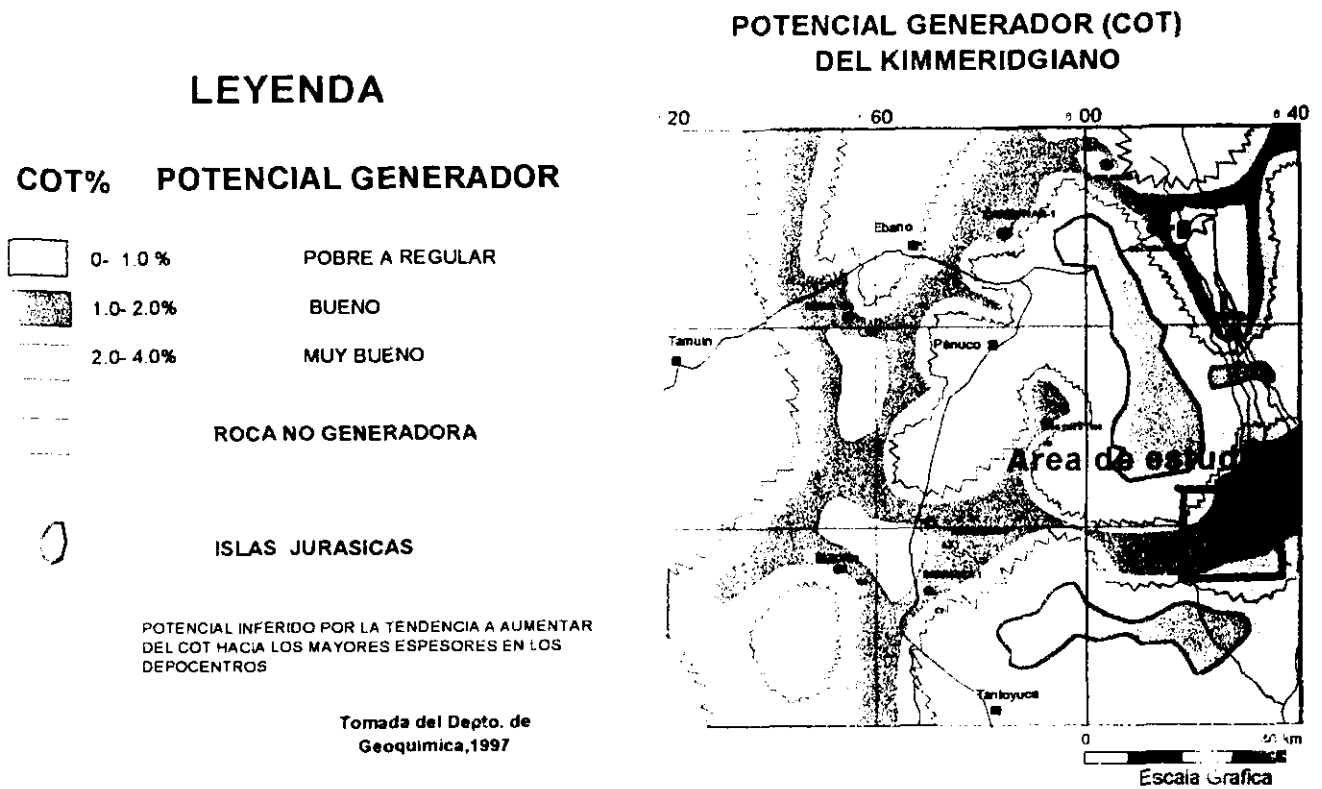 POTENCIAL GENERADOR (COT)
DEL KIMMERIDGIANO
LEYENDA
COT% POTENCIAL GENERADOR
0- 1.0 % POBRE A REGULAR
1.0- 2.0% BUENO
2.0- 4.0% MUY BUENO
ROCA NO GENERADORA
ISLAS JURASICAS
POTENCIAL INFERIDO POR LA TENDENCIA A AUMENTAR
DEL COT HACIA LOS MAYORES ESPESORES EN LOS
DEPOCENTROS
Tomada del Depto. de
Geoquimica,1997
20 60 00 40
Ebano
Tamuin
Pánuco
Area de estud
Tantoyuca
0 40 km
Escala Grafica